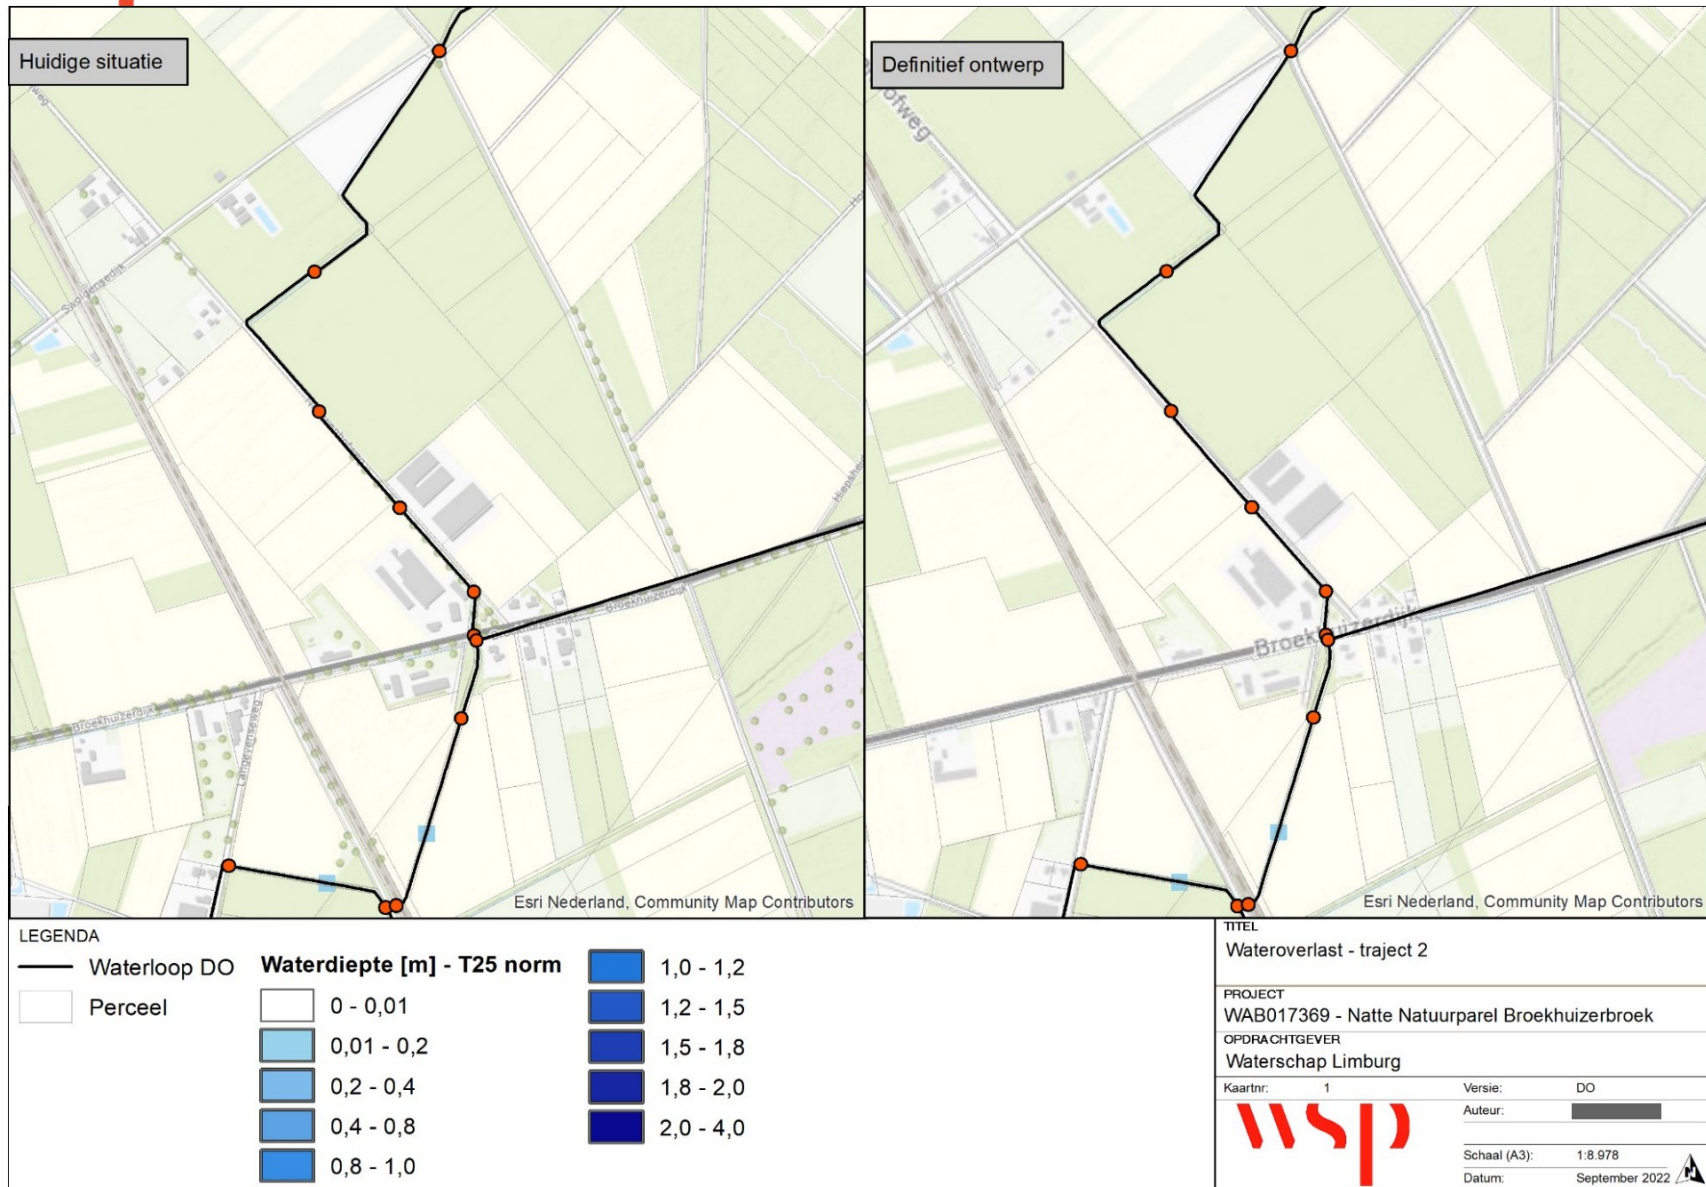 Huidige situatie
Swolgensedijk
Broekhuizerdijk
Broekhuizerdijk
Langevenseweg
Esri Nederland, Community Map Contributors
Definitief ontwerp
ofweg
Broekhuizerdijk
Esri Nederland, Community Map Contributors
LEGENDA
Waterloop DO
Perceel
Waterdiepte [m] - T25 norm
0 - 0,01
0,01 - 0,2
0,2 - 0,4
0,4 - 0,8
0,8 - 1,0
1,0 - 1,2
1,2 - 1,5
1,5 - 1,8
1,8 - 2,0
2,0 - 4,0
TITEL
Wateroverlast - traject 2
PROJECT
WAB017369 - Natte Natuurparel Broekhuizerbroek
OPDRACHTGEVER
Waterschap Limburg
Kaartnr: 1 Versie: DO
Auteur:
wsp
Schaal (A3): 1:8.978
Datum: September 2022
N